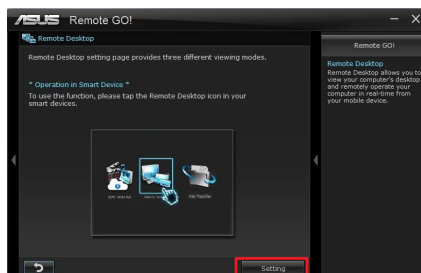 ASUS Remote GO!
Remote Desktop
Remote Desktop setting page provides three different viewing modes.
* Operation in Smart Device *
To use the function, please tap the Remote Desktop icon in your
smart devices.
File Transfer
Setting
Remote GO!
Remote Desktop
Remote Desktop allows you to
view your computer's desktop
and remotely operate your
computer in real-time from
your mobile device.